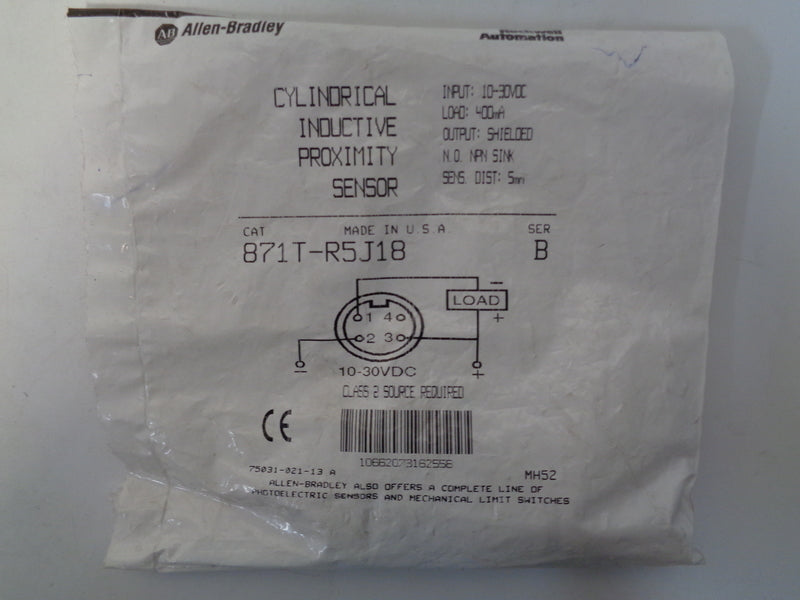 AB Allen-Bradley
Rockwell
Automation
CYLINDRICAL
INDUCTIVE
PROXIMITY
SENSOR
INPUT: 10-30VDC
LOAD: 400mA
OUTPUT: SHIELDED
N.O. NPN SINK
SENS. DIST: 5mm
CAT MADE IN U.S.A. SER
871T-R5J18 B
LOAD
−
+
1 4
2 3
− +
10-30VDC
CLASS 2 SOURCE REQUIRED
CE
10662073162556
75031-021-13 A MH52
ALLEN-BRADLEY ALSO OFFERS A COMPLETE LINE OF
PHOTOELECTRIC SENSORS AND MECHANICAL LIMIT SWITCHES